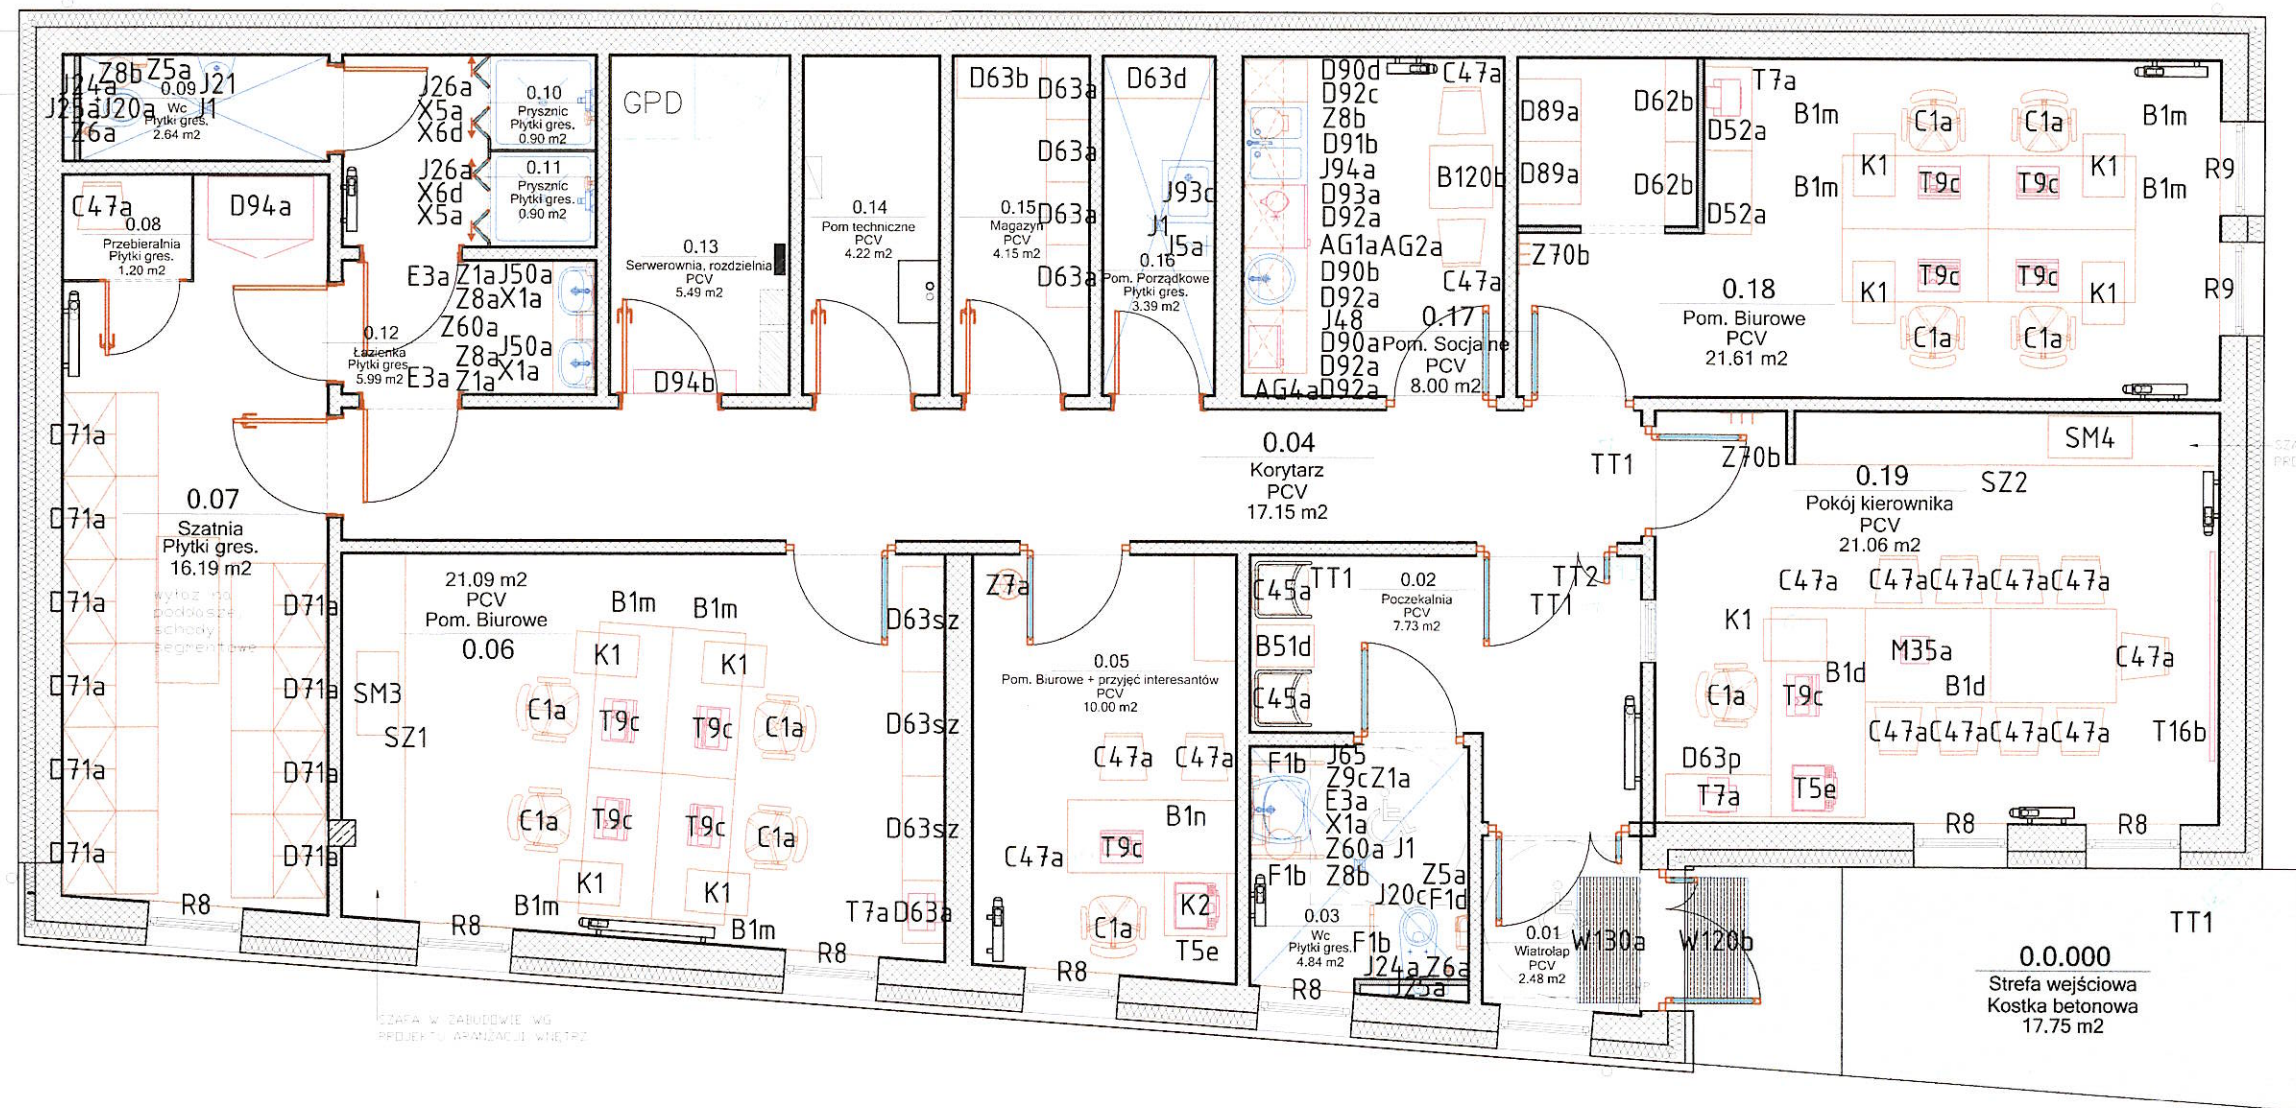 Z8b Z5a
J24a
0.09
J21
J25a
J20a
Wc
J1
Z6a
Płytki gres.
2.64 m2
J26a
X5a
X6d
0.10
Prysznic
Płytki gres.
0.90 m2
J26a
X6d
X5a
0.11
Prysznic
Płytki gres.
0.90 m2
C47a
0.08
Przebieralnia
Płytki gres.
1.20 m2
D94a
E3a
Z1a
J50a
Z8a
X1a
Z60a
0.12
Łazienka
Płytki gres.
5.99 m2
J50a
Z8a
X1a
E3a
Z1a
GPD
0.13
Serwerownia, rozdzielnia
PCV
5.49 m2
D94b
0.14
Pom techniczne
PCV
4.22 m2
D63b
D63a
D63a
0.15
Magazyn
PCV
4.15 m2
D63a
D63a
D63d
J93c
J1
J5a
0.16
Pom. Porządkowe
Płytki gres.
3.39 m2
D90d
D92c
Z8b
D91b
J94a
D93a
D92a
AG1a
AG2a
D90b
D92a
J48
D90a
D92a
AG4a
D92a
C47a
B120b
C47a
0.17
Pom. Socjalne
PCV
8.00 m2
D89a
D62b
D89a
D62b
Z70b
T7a
D52a
D52a
B1m
B1m
C1a
C1a
B1m
B1m
K1
T9c
T9c
K1
K1
T9c
T9c
K1
C1a
C1a
R9
R9
0.18
Pom. Biurowe
PCV
21.61 m2
0.04
Korytarz
PCV
17.15 m2
TT1
Z70b
SM4
SZ2
0.19
Pokój kierownika
PCV
21.06 m2
C47a
C47a
C47a
C47a
C47a
K1
M35a
B1d
B1d
C47a
C1a
T9c
C47a
C47a
C47a
C47a
T16b
D63p
T7a
T5e
R8
R8
0.07
Szatnia
Płytki gres.
16.19 m2
właz na
poddasze,
schody
segmentowe
D71a
D71a
D71a
D71a
D71a
D71a
D71a
D71a
D71a
D71a
R8
21.09 m2
PCV
Pom. Biurowe
0.06
SM3
SZ1
B1m
B1m
K1
K1
C1a
T9c
T9c
C1a
C1a
T9c
T9c
C1a
K1
K1
B1m
B1m
D63sz
D63sz
D63sz
T7a
D63a
R8
R8
SZAFA W ZABUDOWIE WG
PROJEKTU ARANŻACJI WNĘTRZ
Z7a
0.05
Pom. Biurowe + przyjęć interesantów
PCV
10.00 m2
C47a
C47a
B1n
C47a
T9c
C1a
K2
T5e
R8
C45a
TT1
B51d
C45a
0.02
Poczekalnia
PCV
7.73 m2
TT2
TT1
F1b
J65
Z9c
Z1a
E3a
X1a
Z60a
J1
F1b
Z8b
Z5a
J20c
F1d
0.03
Wc
Płytki gres.
4.84 m2
F1b
J24a
Z6a
J25a
R8
0.01
Wiatrołap
PCV
2.48 m2
W130a
W120b
TT1
0.0.000
Strefa wejściowa
Kostka betonowa
17.75 m2